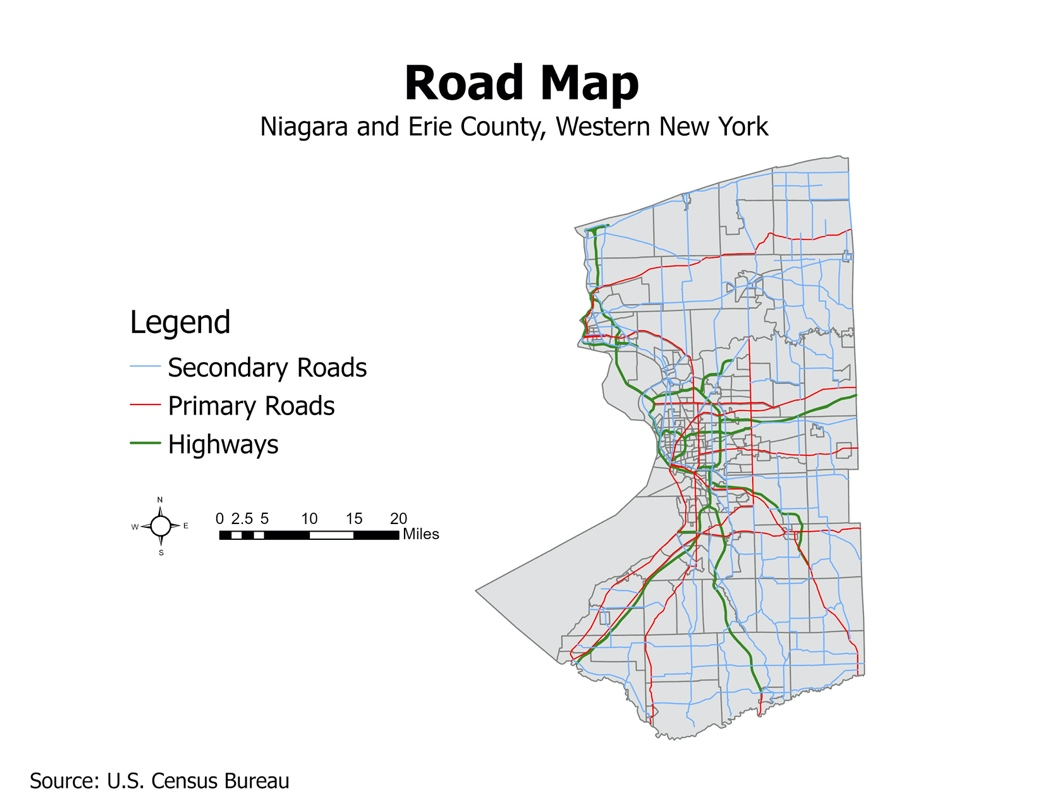 Road Map
Niagara and Erie County, Western New York
Legend
Secondary Roads
Primary Roads
Highways
N
W E
S
0 2.5 5 10 15 20
Miles
Source: U.S. Census Bureau